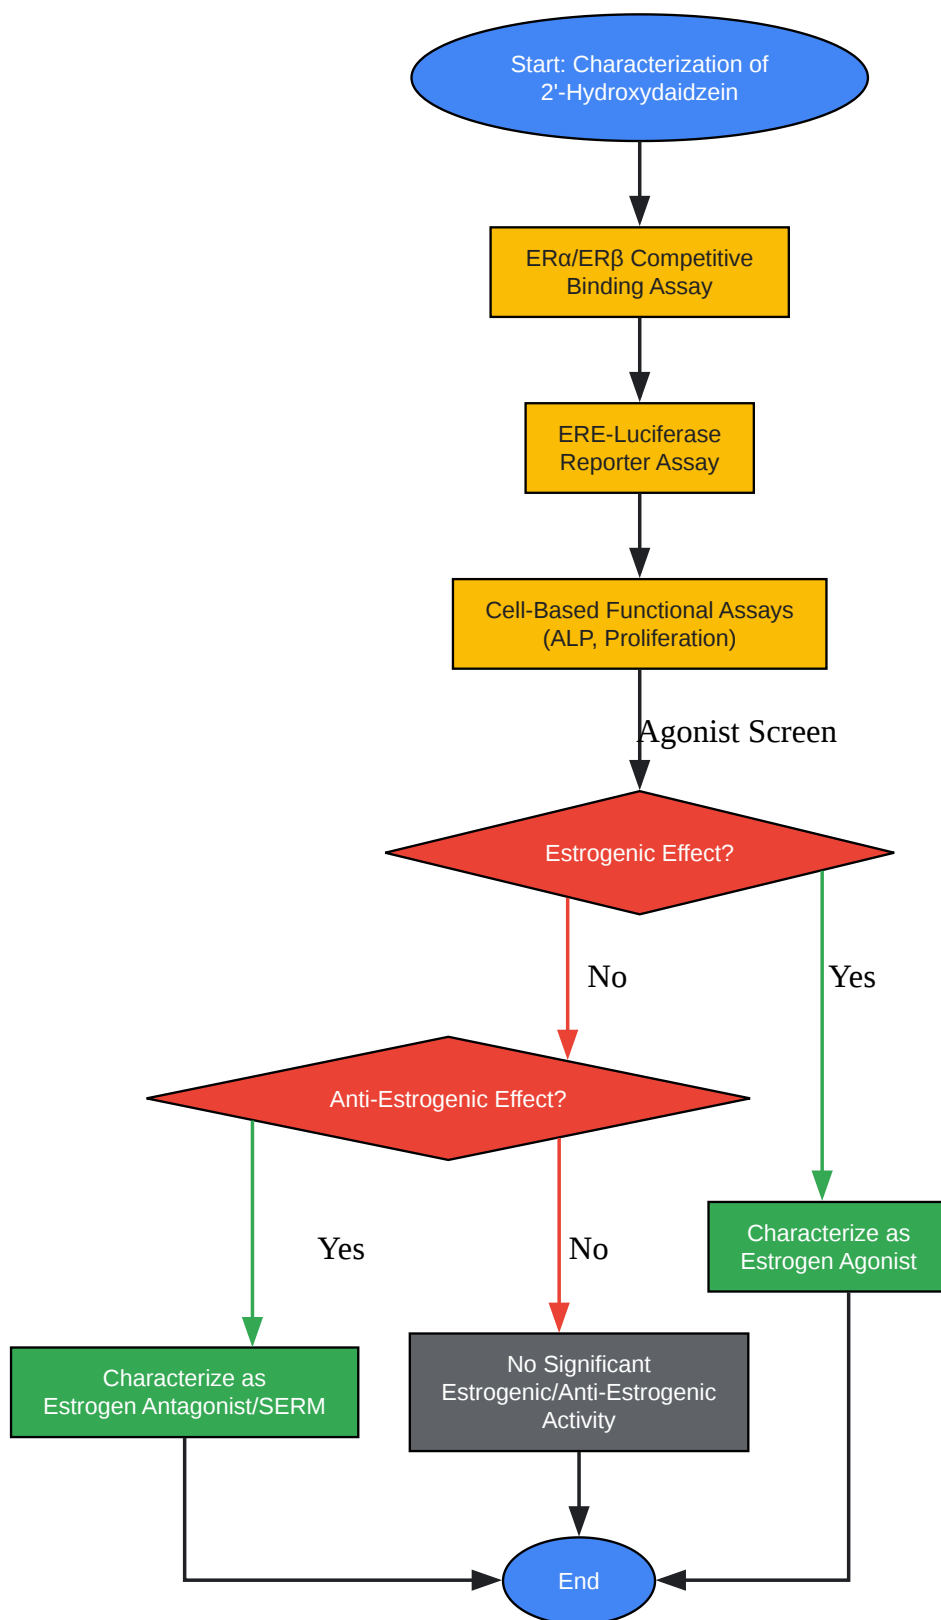 Start: Characterization of
2'-Hydroxydaidzein
ERα/ERβ Competitive
Binding Assay
ERE-Luciferase
Reporter Assay
Cell-Based Functional Assays
(ALP, Proliferation)
Agonist Screen
Estrogenic Effect?
No
Yes
Anti-Estrogenic Effect?
Yes
No
Characterize as
Estrogen Agonist
Characterize as
Estrogen Antagonist/SERM
No Significant
Estrogenic/Anti-Estrogenic
Activity
End